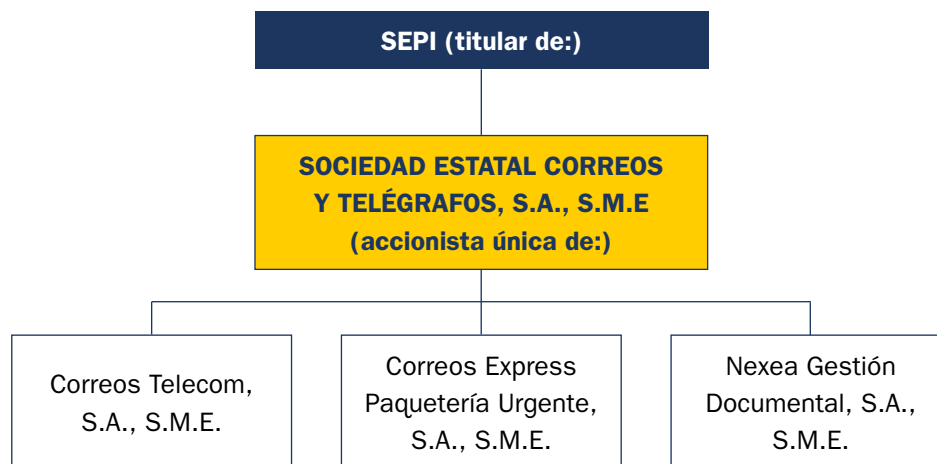 SEPI (titular de:)
SOCIEDAD ESTATAL CORREOS
Y TELÉGRAFOS, S.A., S.M.E
(accionista única de:)
Correos Telecom,
S.A., S.M.E.
Correos Express
Paquetería Urgente,
S.A., S.M.E.
Nexea Gestión
Documental, S.A.,
S.M.E.